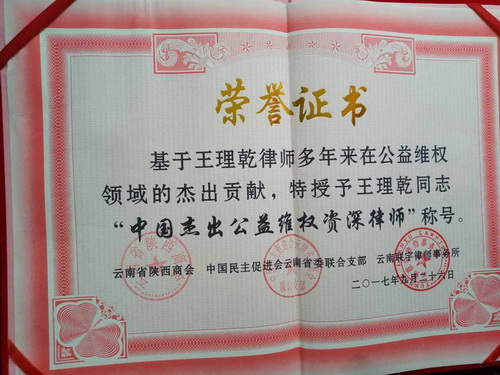 荣誉证书
基于王理乾律师多年来在公益维权
领域的杰出贡献，特授予王理乾同志
“中国杰出公益维权资深律师”称号。
云南省陕西商会 中国民主促进会云南省委联合支部 云南联宇律师事务所
二〇一七年九月二十六日